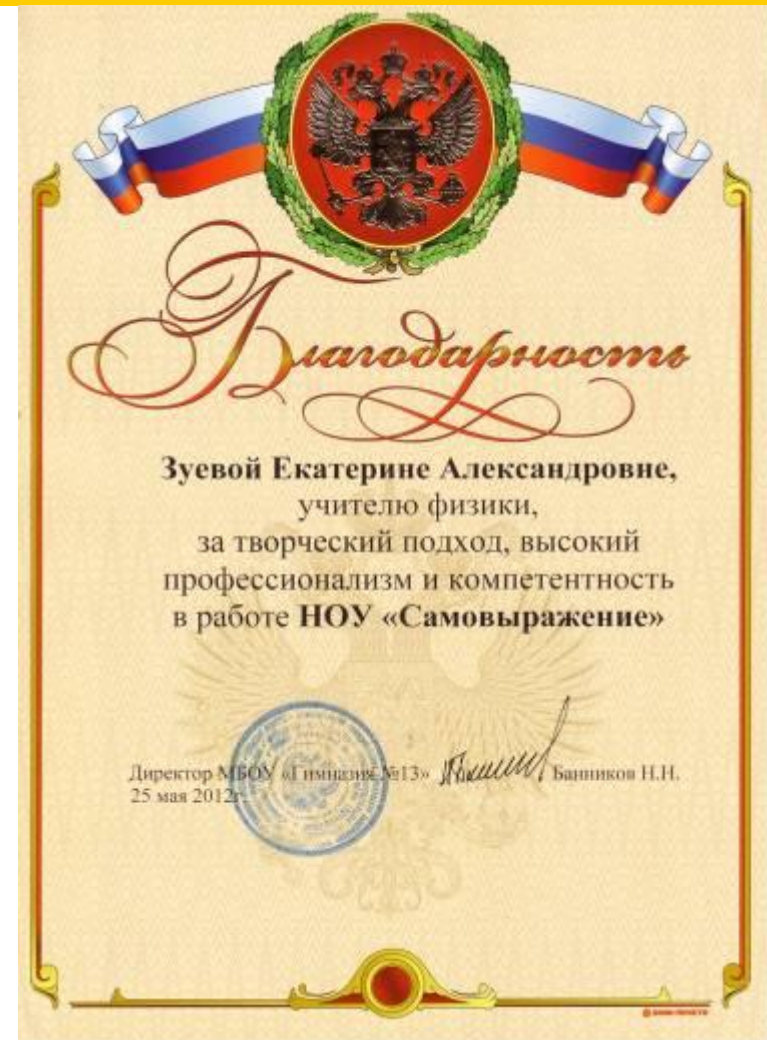 Благодарность
Зуевой Екатерине Александровне,
учителю физики,
за творческий подход, высокий
профессионализм и компетентность
в работе НОУ «Самовыражение»
Директор МБОУ «Гимназия №13» Банников Н.Н.
25 мая 2012г.